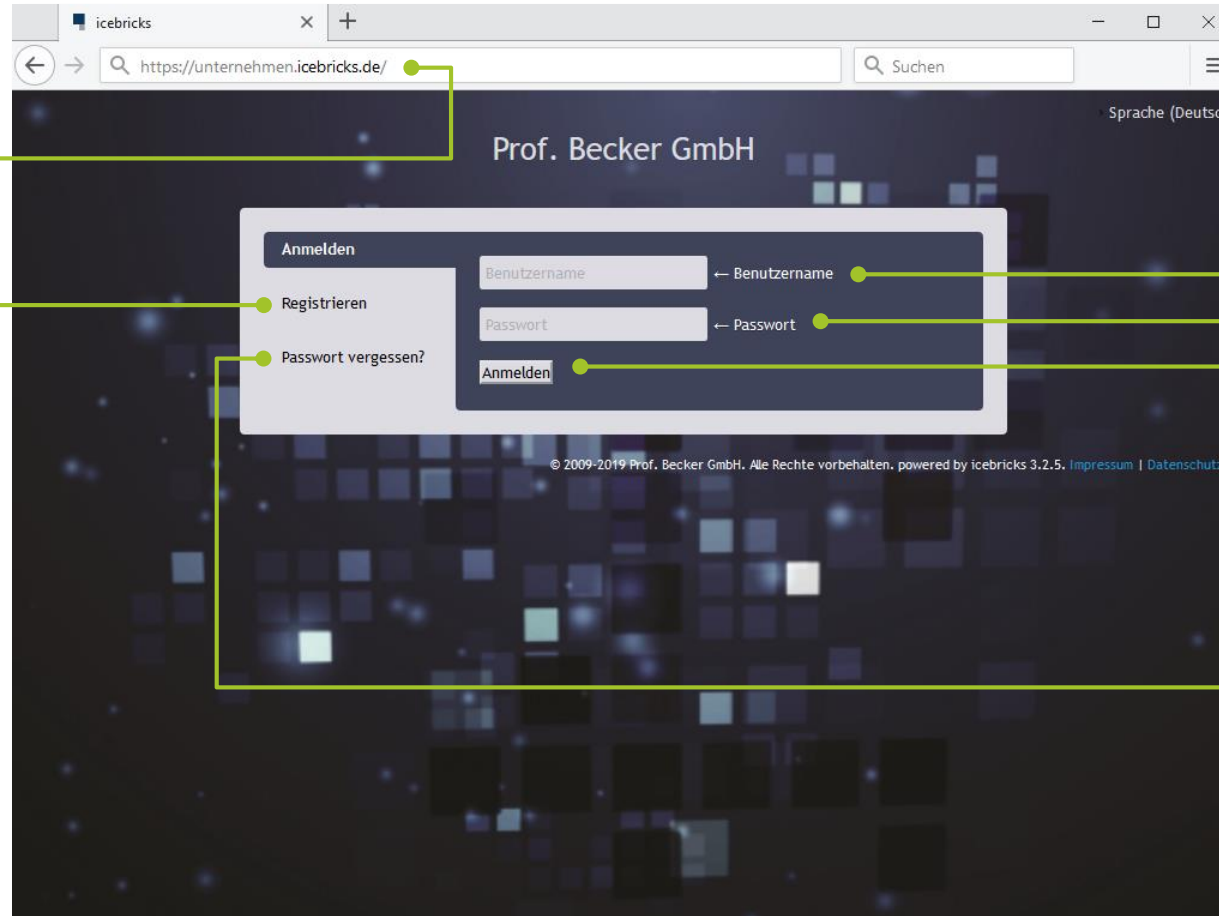 icebricks
https://unternehmen.icebricks.de/
Suchen
Sprache (Deutsc
Prof. Becker GmbH
Anmelden
Benutzername
← Benutzername
Registrieren
Passwort
← Passwort
Passwort vergessen?
Anmelden
© 2009-2019 Prof. Becker GmbH. Alle Rechte vorbehalten. powered by icebricks 3.2.5. Impressum | Datenschutz